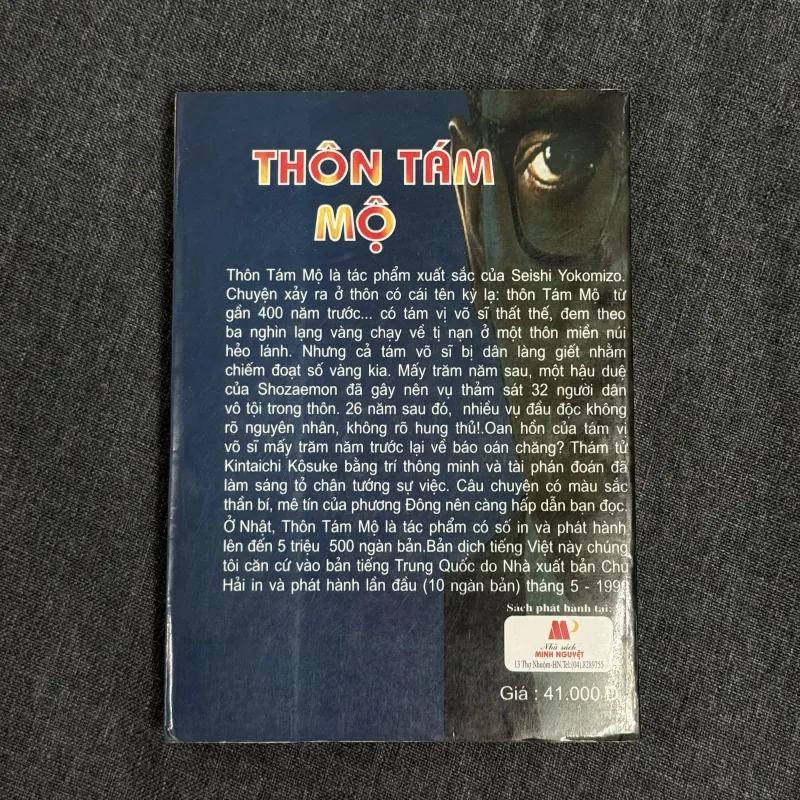 THÔN TÁM
MỘ
Thôn Tám Mộ là tác phẩm xuất sắc của Seishi Yokomizo.
Chuyện xảy ra ở thôn có cái tên kỳ lạ: thôn Tám Mộ từ
gần 400 năm trước... có tám vị võ sĩ thất thế, đem theo
ba nghìn lạng vàng chạy về tị nạn ở một thôn miền núi
hẻo lánh. Nhưng cả tám võ sĩ bị dân làng giết nhằm
chiếm đoạt số vàng kia. Mấy trăm năm sau, một hậu duệ
của Shozaemon đã gây nên vụ thảm sát 32 người dân
vô tội trong thôn. 26 năm sau đó, nhiều vụ đầu độc không
rõ nguyên nhân, không rõ hung thủ!.Oan hồn của tám vị
võ sĩ mấy trăm năm trước lại về báo oán chăng? Thám tử
Kintaichi Kôsuke bằng trí thông minh và tài phán đoán đã
làm sáng tỏ chân tướng sự việc. Câu chuyện có màu sắc
thần bí, mê tín của phương Đông nên càng hấp dẫn bạn đọc.
Ở Nhật, Thôn Tám Mộ là tác phẩm có số in và phát hành
lên đến 5 triệu 500 ngàn bản.Bản dịch tiếng Việt này chúng
tôi căn cứ vào bản tiếng Trung Quốc do Nhà xuất bản Chu
Hải in và phát hành lần đầu (10 ngàn bản) tháng 5 -
Sách phát hành tại:
Nhà sách
MINH NGUYỆT
13 Thợ Nhuộm-HN.Tel:(04).8289755
Giá : 41.000 Đ